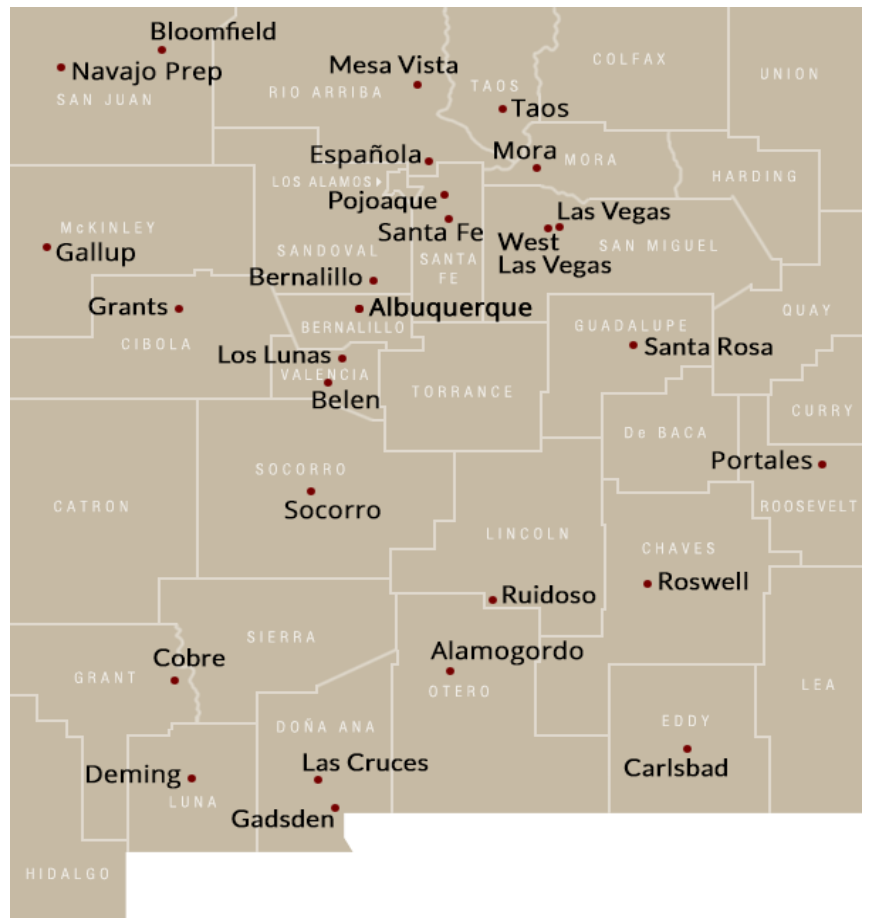 Bloomfield
Navajo Prep
SAN JUAN
RIO ARRIBA
Mesa Vista
TAOS
Taos
COLFAX
UNION
Española
Mora
MORA
HARDING
LOS ALAMOS
Pojoaque
Santa Fe
SANTA
FE
Las Vegas
West
Las Vegas
SAN MIGUEL
McKINLEY
Gallup
SANDOVAL
Bernalillo
Grants
CIBOLA
Albuquerque
BERNALILLO
GUADALUPE
Santa Rosa
QUAY
Los Lunas
VALENCIA
Belen
TORRANCE
De BACA
CURRY
Portales
ROOSEVELT
CATRON
SOCORRO
Socorro
LINCOLN
CHAVES
Roswell
Ruidoso
SIERRA
Cobre
GRANT
Alamogordo
OTERO
LEA
EDDY
Carlsbad
DOÑA ANA
Las Cruces
Deming
LUNA
Gadsden
HIDALGO